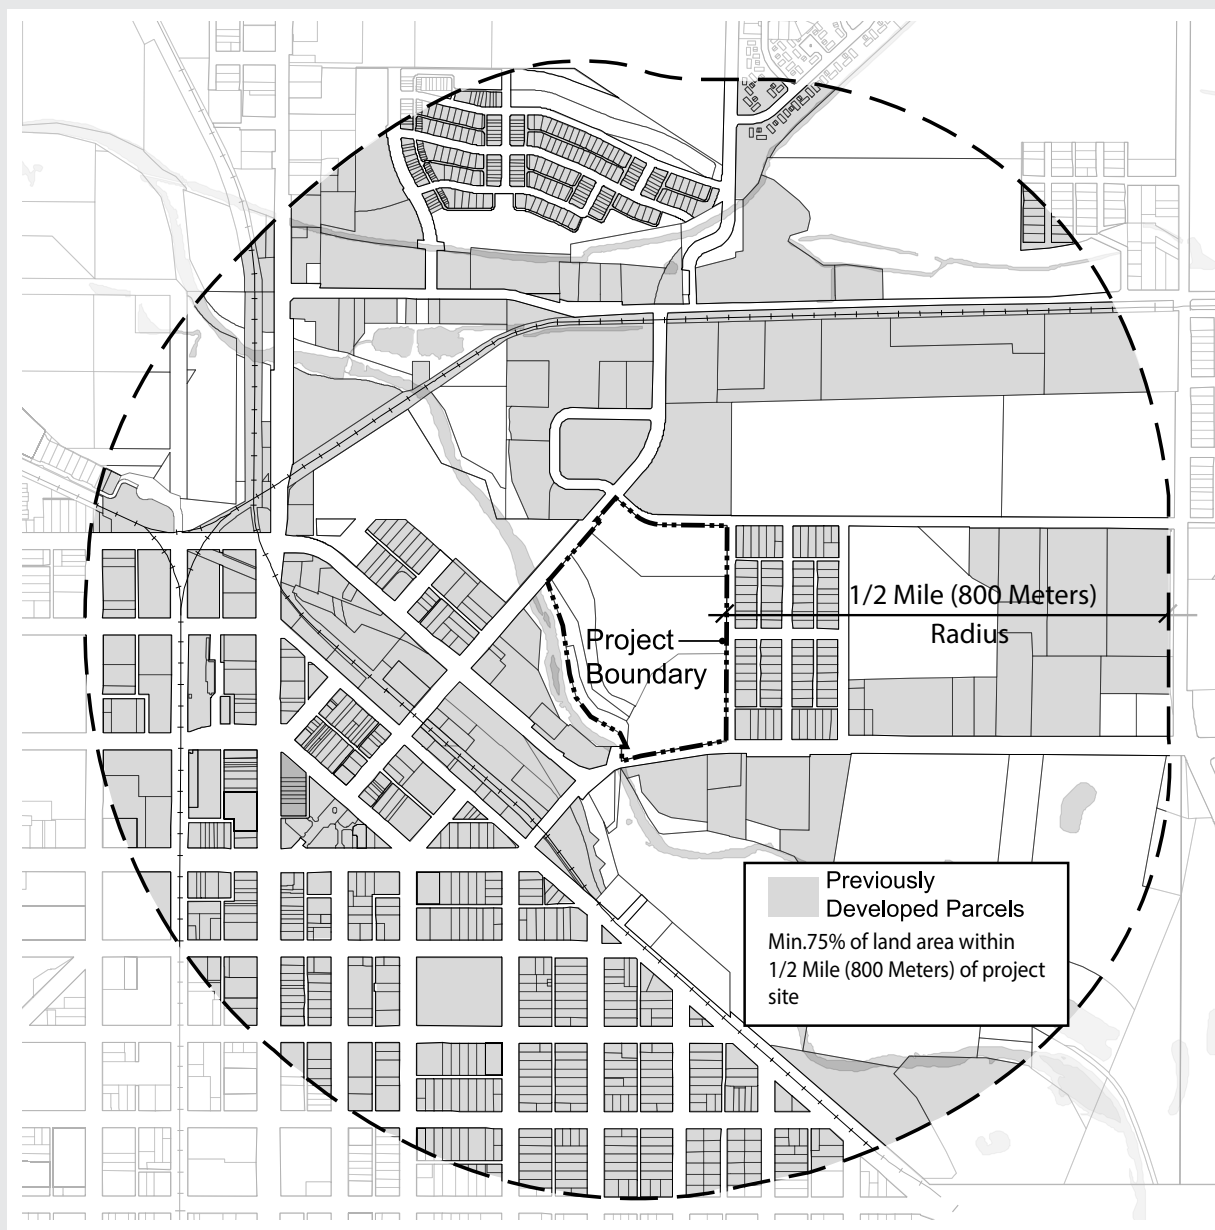 1/2 Mile (800 Meters)
Radius
Project
Boundary
Previously
Developed Parcels
Min.75% of land area within
1/2 Mile (800 Meters) of project
site